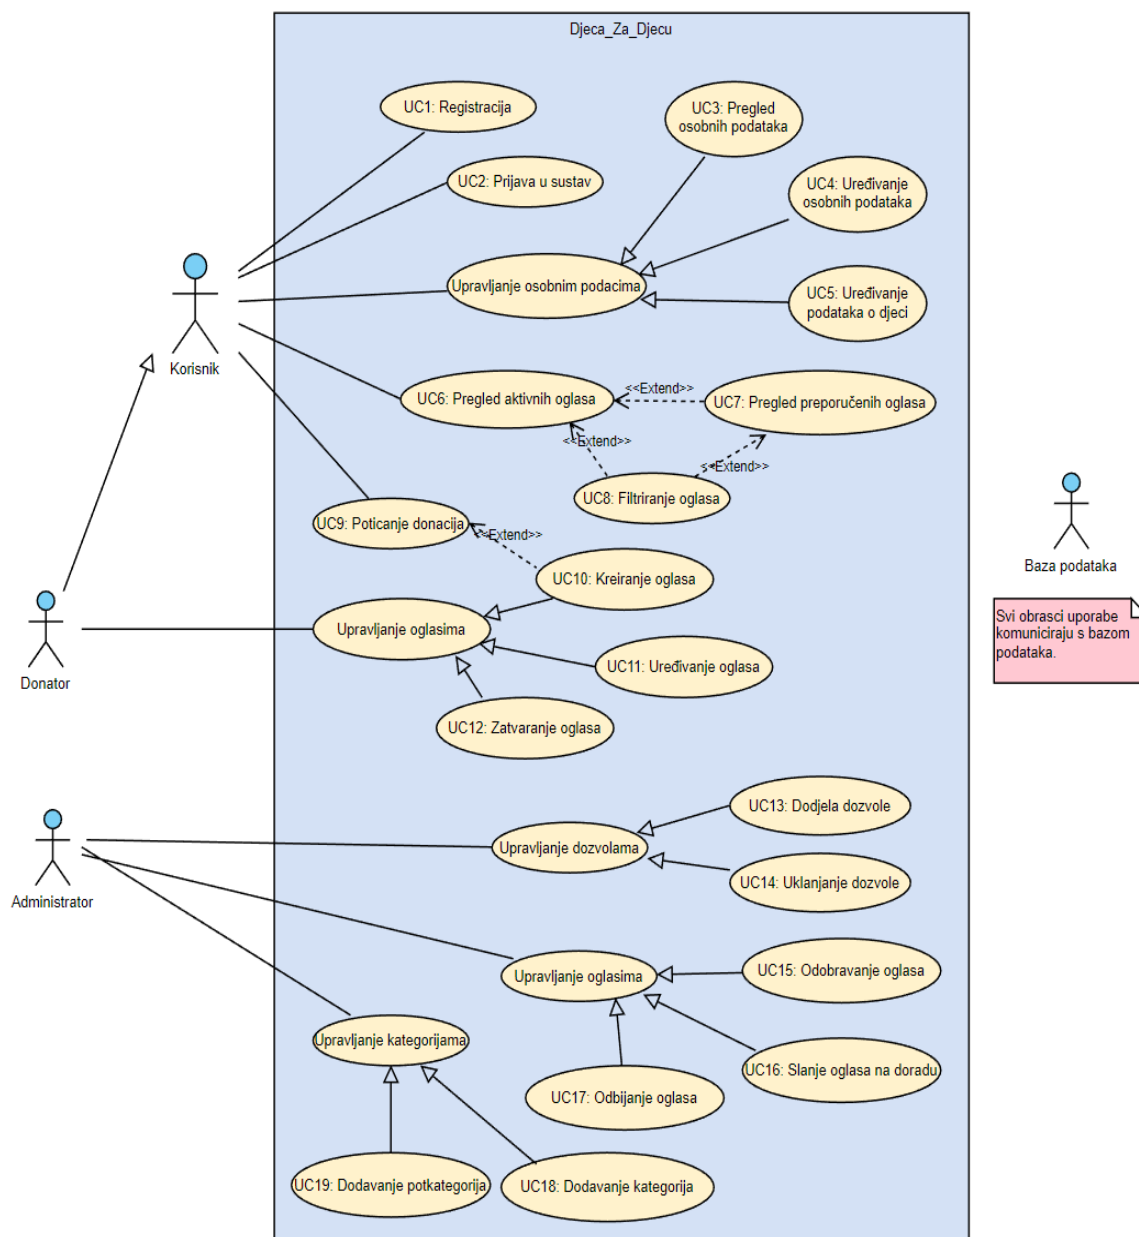 Djeca_Za_Djecu
UC1: Registracija
UC3: Pregled
osobnih podataka
UC2: Prijava u sustav
UC4: Uređivanje
osobnih podataka
Upravljanje osobnim podacima
UC5: Uređivanje
podataka o djeci
Korisnik
UC6: Pregled aktivnih oglasa
<<Extend>>
UC7: Pregled preporučenih oglasa
<<Extend>>
<<Extend>>
UC8: Filtriranje oglasa
UC9: Poticanje donacija
<<Extend>>
UC10: Kreiranje oglasa
Baza podataka
Svi obrasci uporabe
komuniciraju s bazom
podataka.
Upravljanje oglasima
UC11: Uređivanje oglasa
Donator
UC12: Zatvaranje oglasa
UC13: Dodjela dozvole
Upravljanje dozvolama
UC14: Uklanjanje dozvole
Administrator
UC15: Odobravanje oglasa
Upravljanje oglasima
Upravljanje kategorijama
UC16: Slanje oglasa na doradu
UC17: Odbijanje oglasa
UC19: Dodavanje potkategorija
UC18: Dodavanje kategorija